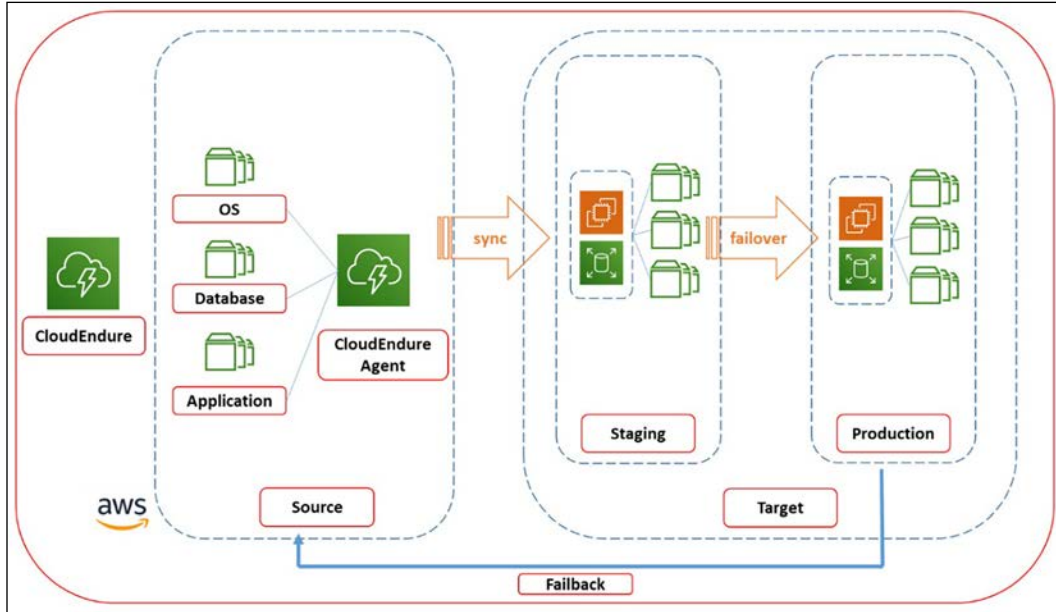 OS
sync
failover
Database
CloudEndure
CloudEndure
Agent
Application
Staging
Production
aws
Source
Target
Failback